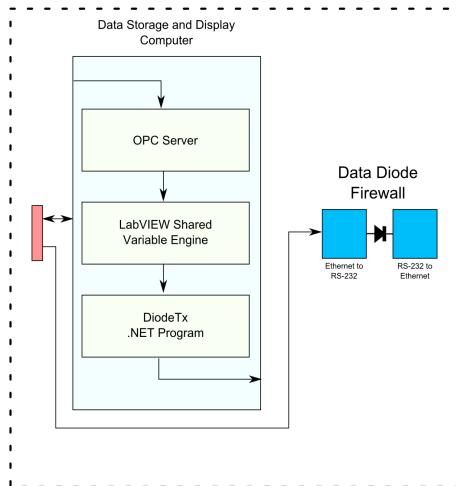 Data Storage and Display
Computer
OPC Server
LabVIEW Shared
Variable Engine
DiodeTx
.NET Program
Data Diode
Firewall
Ethernet to
RS-232
RS-232 to
Ethernet